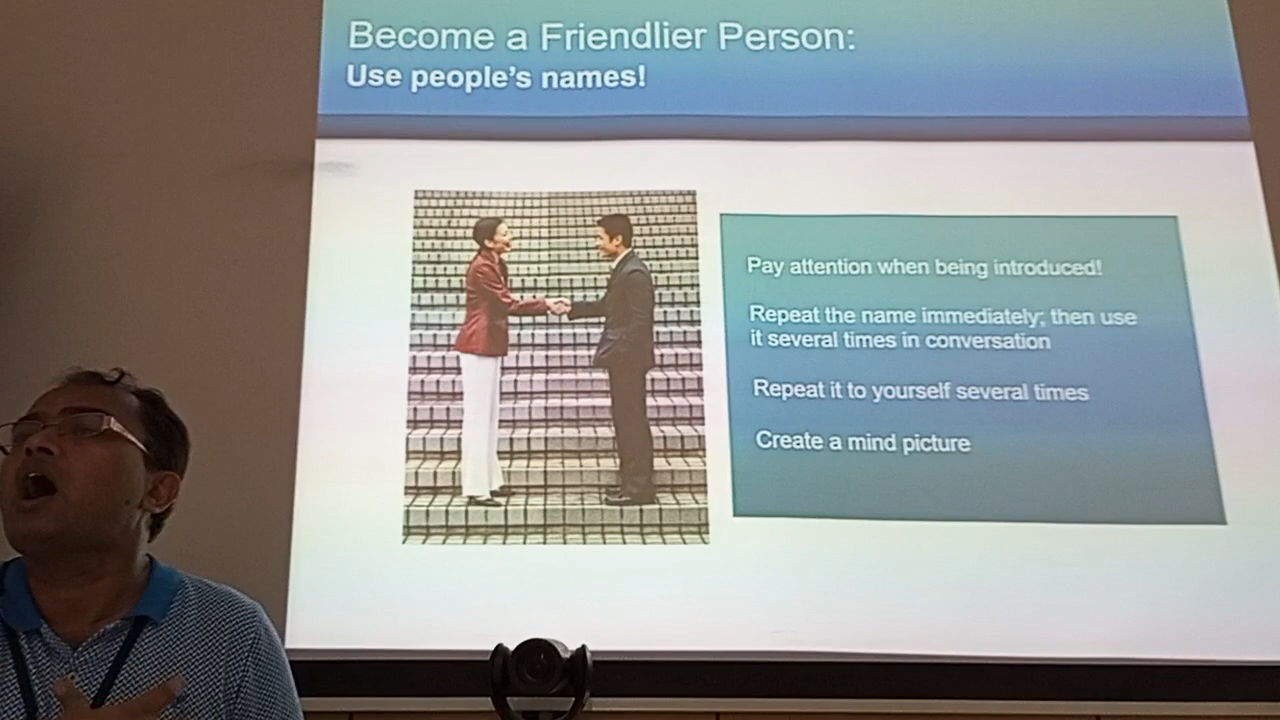 Become a Friendlier Person:
Use people's names!
Pay attention when being introduced!
Repeat the name immediately; then use
it several times in conversation
Repeat it to yourself several times
Create a mind picture